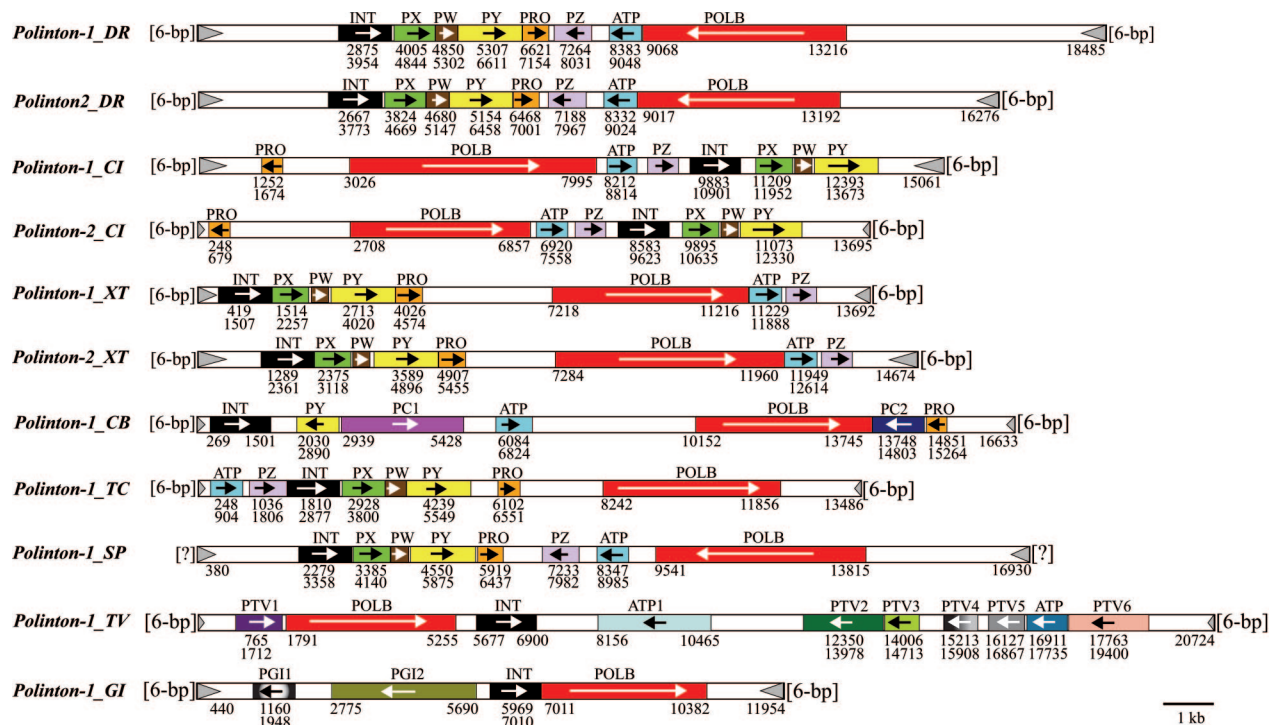 INT PX PW PY PRO PZ ATP POLB
Polinton-1_DR [6-bp] [6-bp]
2875 4005 4850 5307 6621 7264 8383 9068 13216 18485
3954 4844 5302 6611 7154 8031 9048
INT PX PW PY PRO PZ ATP POLB
Polinton2_DR [6-bp] [6-bp]
2667 3824 4680 5154 6468 7188 8332 9017 13192 16276
3773 4669 5147 6458 7001 7967 9024
PRO POLB ATP PZ INT PX PW PY
Polinton-1_CI [6-bp] [6-bp]
1252 3026 7995 8212 9883 11209 12393 15061
1674 8814 10901 11952 13673
PRO POLB ATP PZ INT PX PW PY
Polinton-2_CI [6-bp] [6-bp]
248 2708 6857 6920 8583 9895 11073 13695
679 7558 9623 10635 12330
INT PX PW PY PRO POLB ATP PZ
Polinton-1_XT [6-bp] [6-bp]
419 1514 2713 4026 7218 11216 11229 13692
1507 2257 4020 4574 11888
INT PX PW PY PRO POLB ATP PZ
Polinton-2_XT [6-bp] [6-bp]
1289 2375 3589 4907 7284 11960 11949 14674
2361 3118 4896 5455 12614
INT PY PC1 ATP POLB PC2 PRO
Polinton-1_CB [6-bp] [6-bp]
269 1501 2030 2939 5428 6084 10152 13745 13748 14851 16633
2890 6824 14803 15264
ATP PZ INT PX PW PY PRO POLB
Polinton-1_TC [6-bp] [6-bp]
248 1036 1810 2928 4239 6102 8242 11856 13486
904 1806 2877 3800 5549 6551
INT PX PW PY PRO PZ ATP POLB
Polinton-1_SP [?] [?]
380 2279 3385 4550 5919 7233 8347 9541 13815 16930
3358 4140 5875 6437 7982 8985
PTV1 POLB INT ATP1 PTV2 PTV3 PTV4 PTV5 ATP PTV6
Polinton-1_TV [6-bp] [6-bp]
765 1791 5255 5677 6900 8156 10465 12350 14006 15213 16127 16911 17763 20724
1712 13978 14713 15908 16867 17735 19400
PGI1 PGI2 INT POLB
Polinton-1_GI [6-bp] [6-bp]
440 1160 2775 5690 5969 7011 10382 11954
1948 7010
1 kb